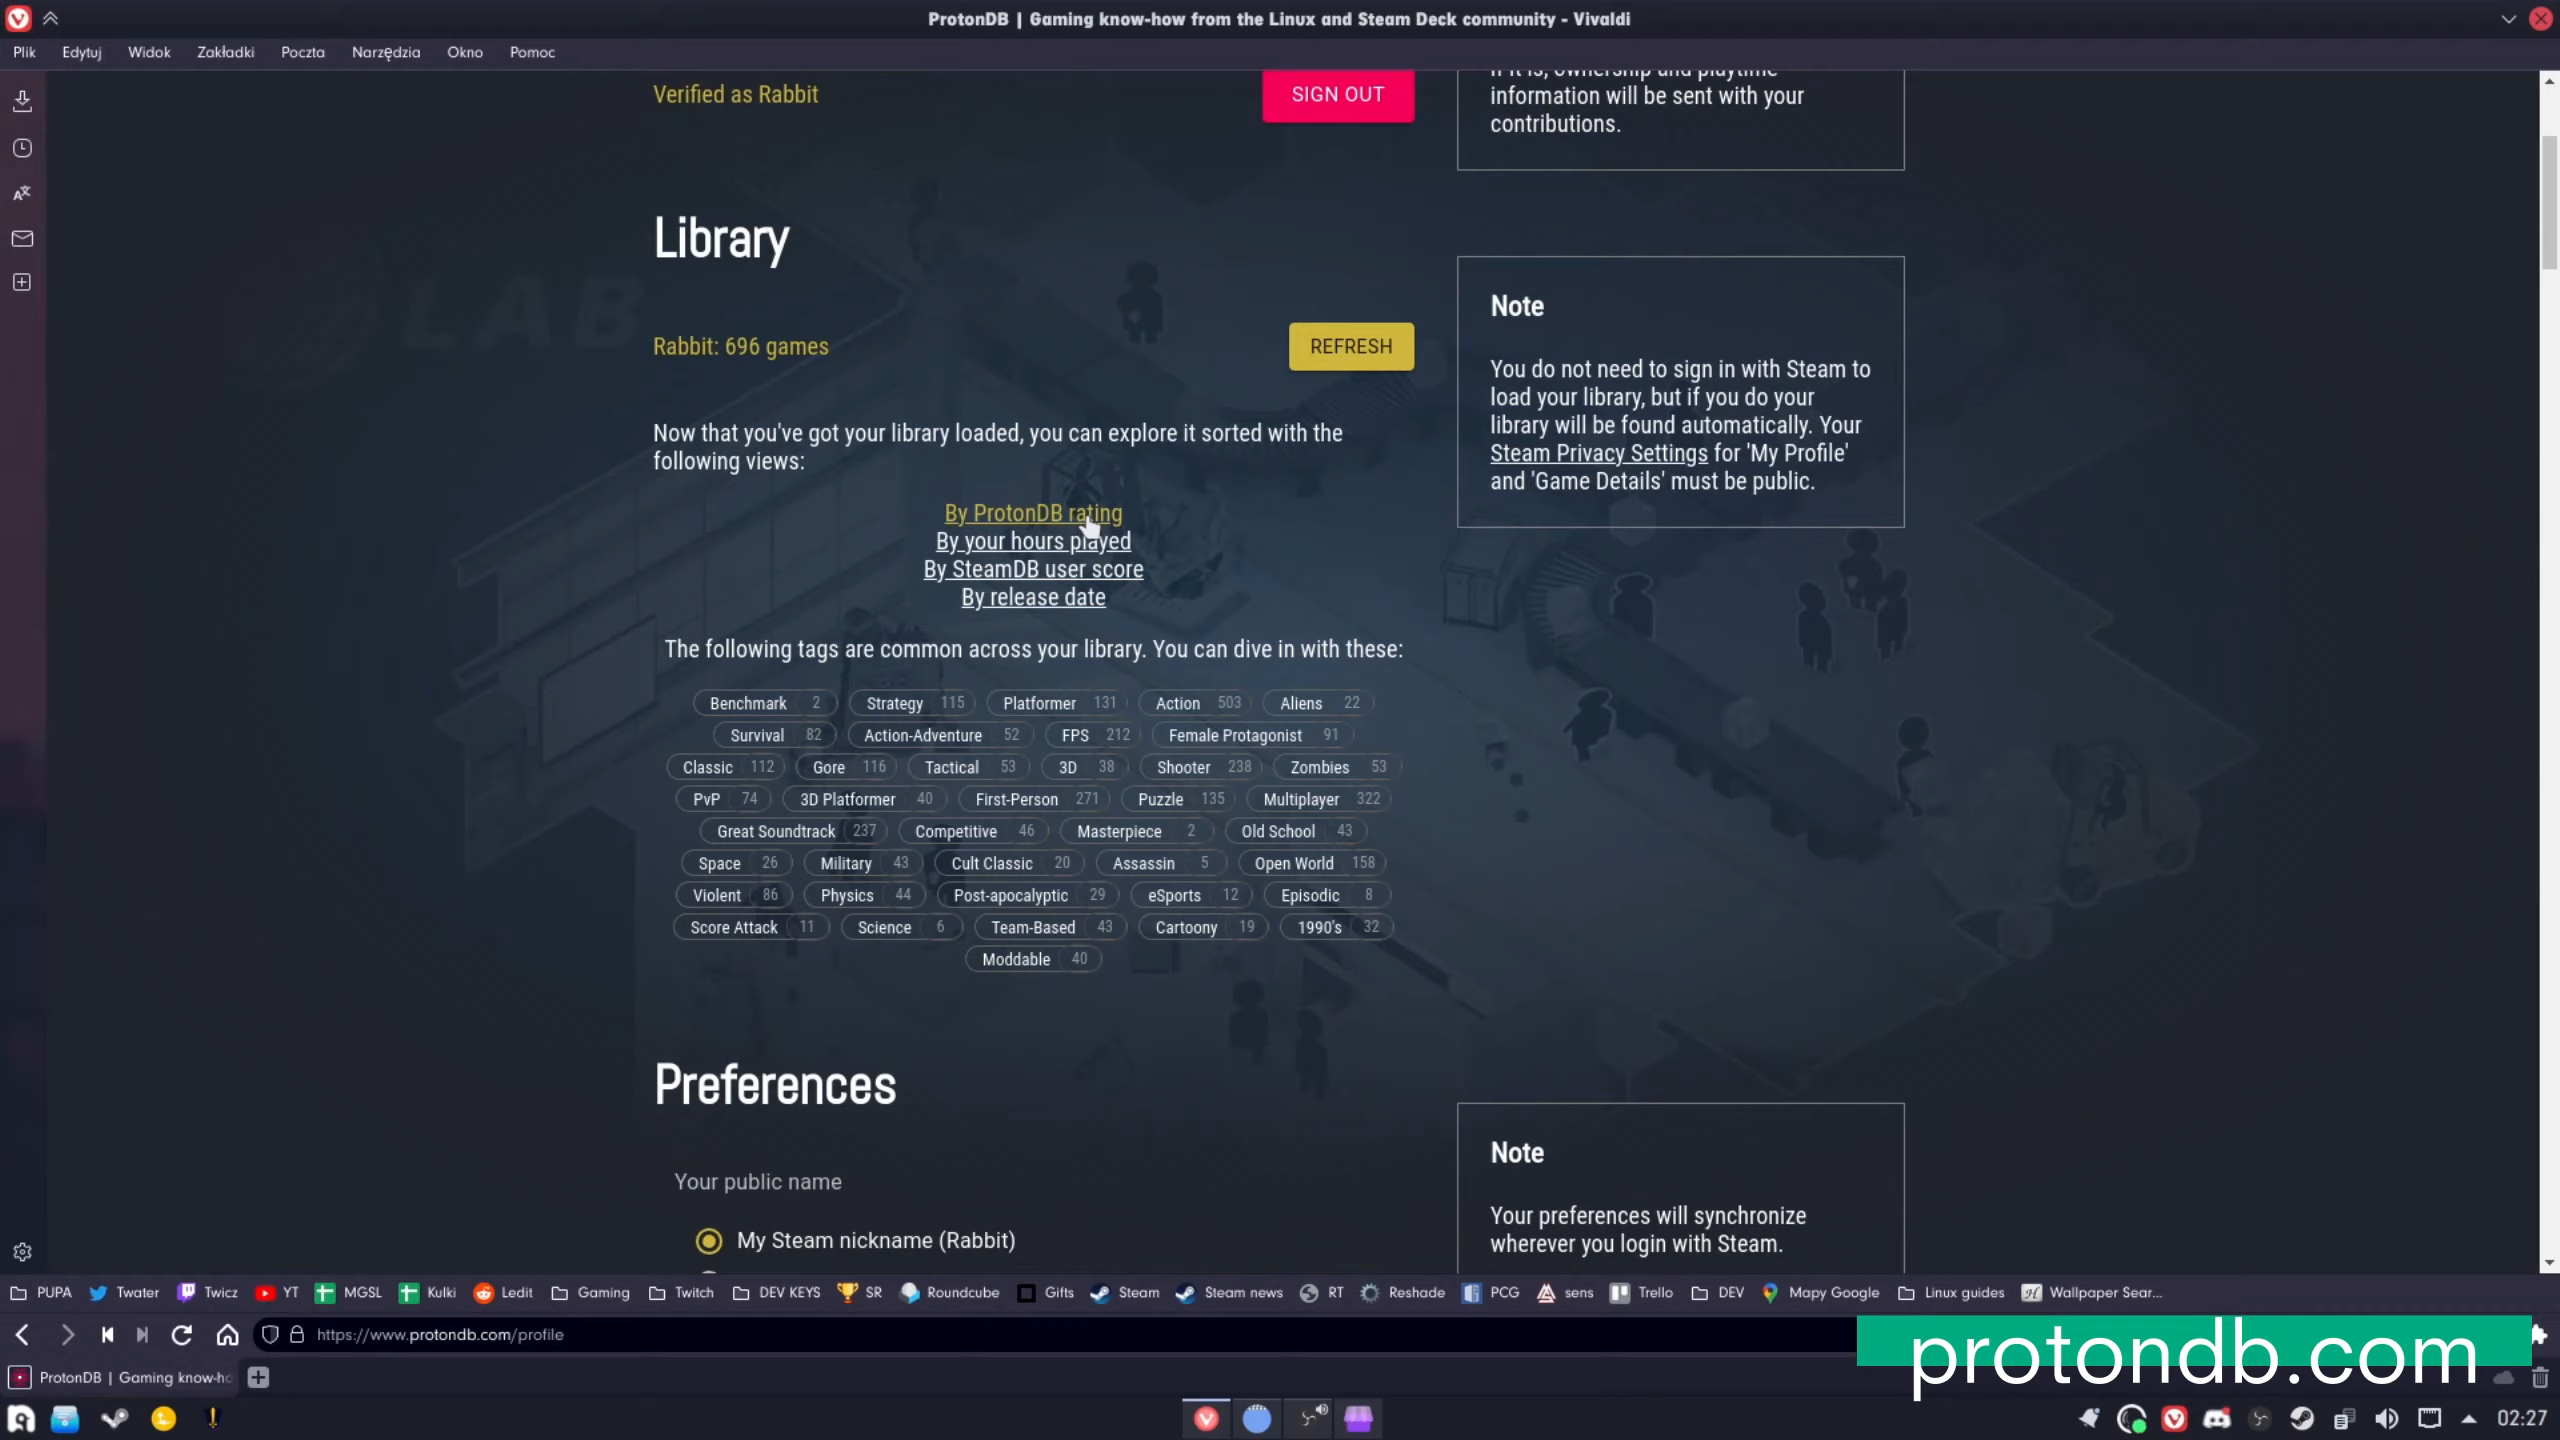 ProtonDB | Gaming know-how from the Linux and Steam Deck community - Vivaldi
Plik Edytuj Widok Zakładki Poczta Narzędzia Okno Pomoc
Verified as Rabbit
SIGN OUT
information will be sent with your
contributions.
Library
LAB
Rabbit: 696 games
REFRESH
Note
You do not need to sign in with Steam to
load your library, but if you do your
library will be found automatically. Your
Steam Privacy Settings for 'My Profile'
and 'Game Details' must be public.
Now that you've got your library loaded, you can explore it sorted with the
following views:
By ProtonDB rating
By your hours played
By SteamDB user score
By release date
The following tags are common across your library. You can dive in with these:
Benchmark 2 Strategy 115 Platformer 131 Action 503 Aliens 22
Survival 82 Action-Adventure 52 FPS 212 Female Protagonist 91
Classic 112 Gore 116 Tactical 53 3D 38 Shooter 238 Zombies 53
PvP 74 3D Platformer 40 First-Person 271 Puzzle 135 Multiplayer 322
Great Soundtrack 237 Competitive 46 Masterpiece 2 Old School 43
Space 26 Military 43 Cult Classic 20 Assassin 5 Open World 158
Violent 86 Physics 44 Post-apocalyptic 29 eSports 12 Episodic 8
Score Attack 11 Science 6 Team-Based 43 Cartoony 19 1990's 32
Moddable 40
Preferences
Your public name
My Steam nickname (Rabbit)
Note
Your preferences will synchronize
wherever you login with Steam.
PUPA Twater Twicz YT MGSL Kulki Ledit Gaming Twitch DEV KEYS SR Roundcube Gifts Steam Steam news RT Reshade PCG sens Trello DEV Mapy Google Linux guides Wallpaper Sear...
https://www.protondb.com/profile
protondb.com
ProtonDB | Gaming know-ho
02:27